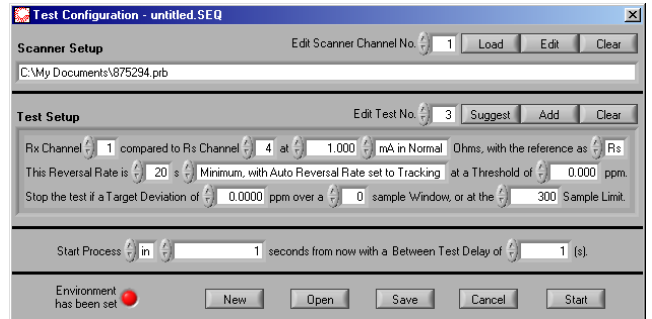 Test Configuration - untitled.SEQ
Scanner Setup Edit Scanner Channel No. 1 Load Edit Clear
C:\My Documents\875294.prb
Test Setup Edit Test No. 3 Suggest Add Clear
Rx Channel 1 compared to Rs Channel 4 at 1.000 mA in Normal Ohms, with the reference as Rs
This Reversal Rate is 20 s Minimum, with Auto Reversal Rate set to Tracking at a Threshold of 0.000 ppm.
Stop the test if a Target Deviation of 0.0000 ppm over a 0 sample Window, or at the 300 Sample Limit.
Start Process in 1 seconds from now with a Between Test Delay of 1 (s).
Environment
has been set New Open Save Cancel Start